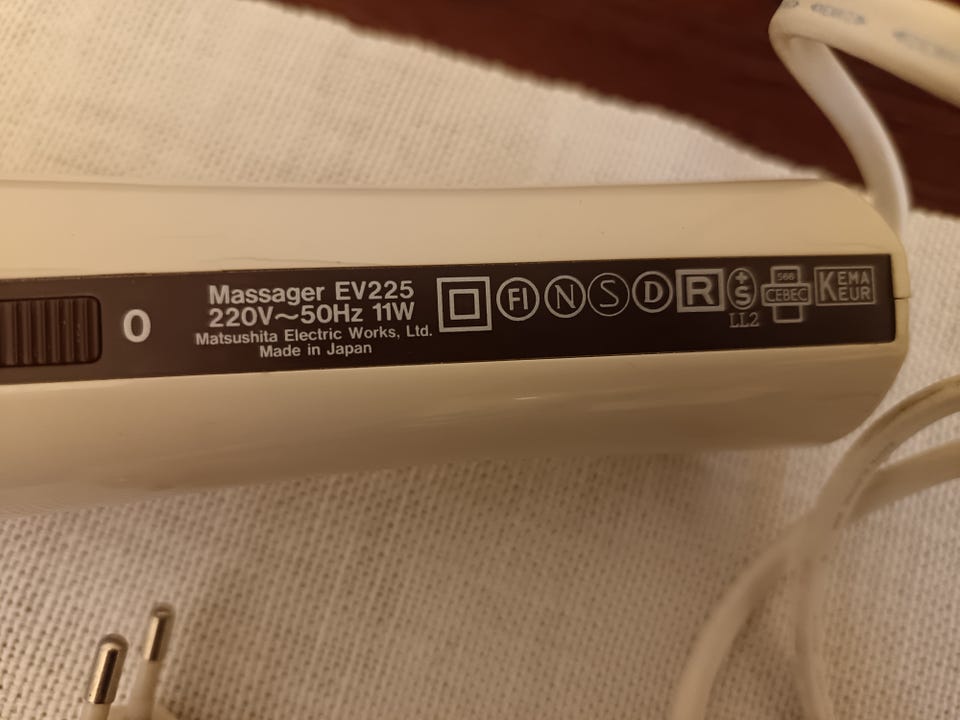 0
Massager EV225
220V～50Hz 11W
Matsushita Electric Works, Ltd.
Made in Japan
FI N S D R
+S
LL2
CEBEC
KEMA
EUR